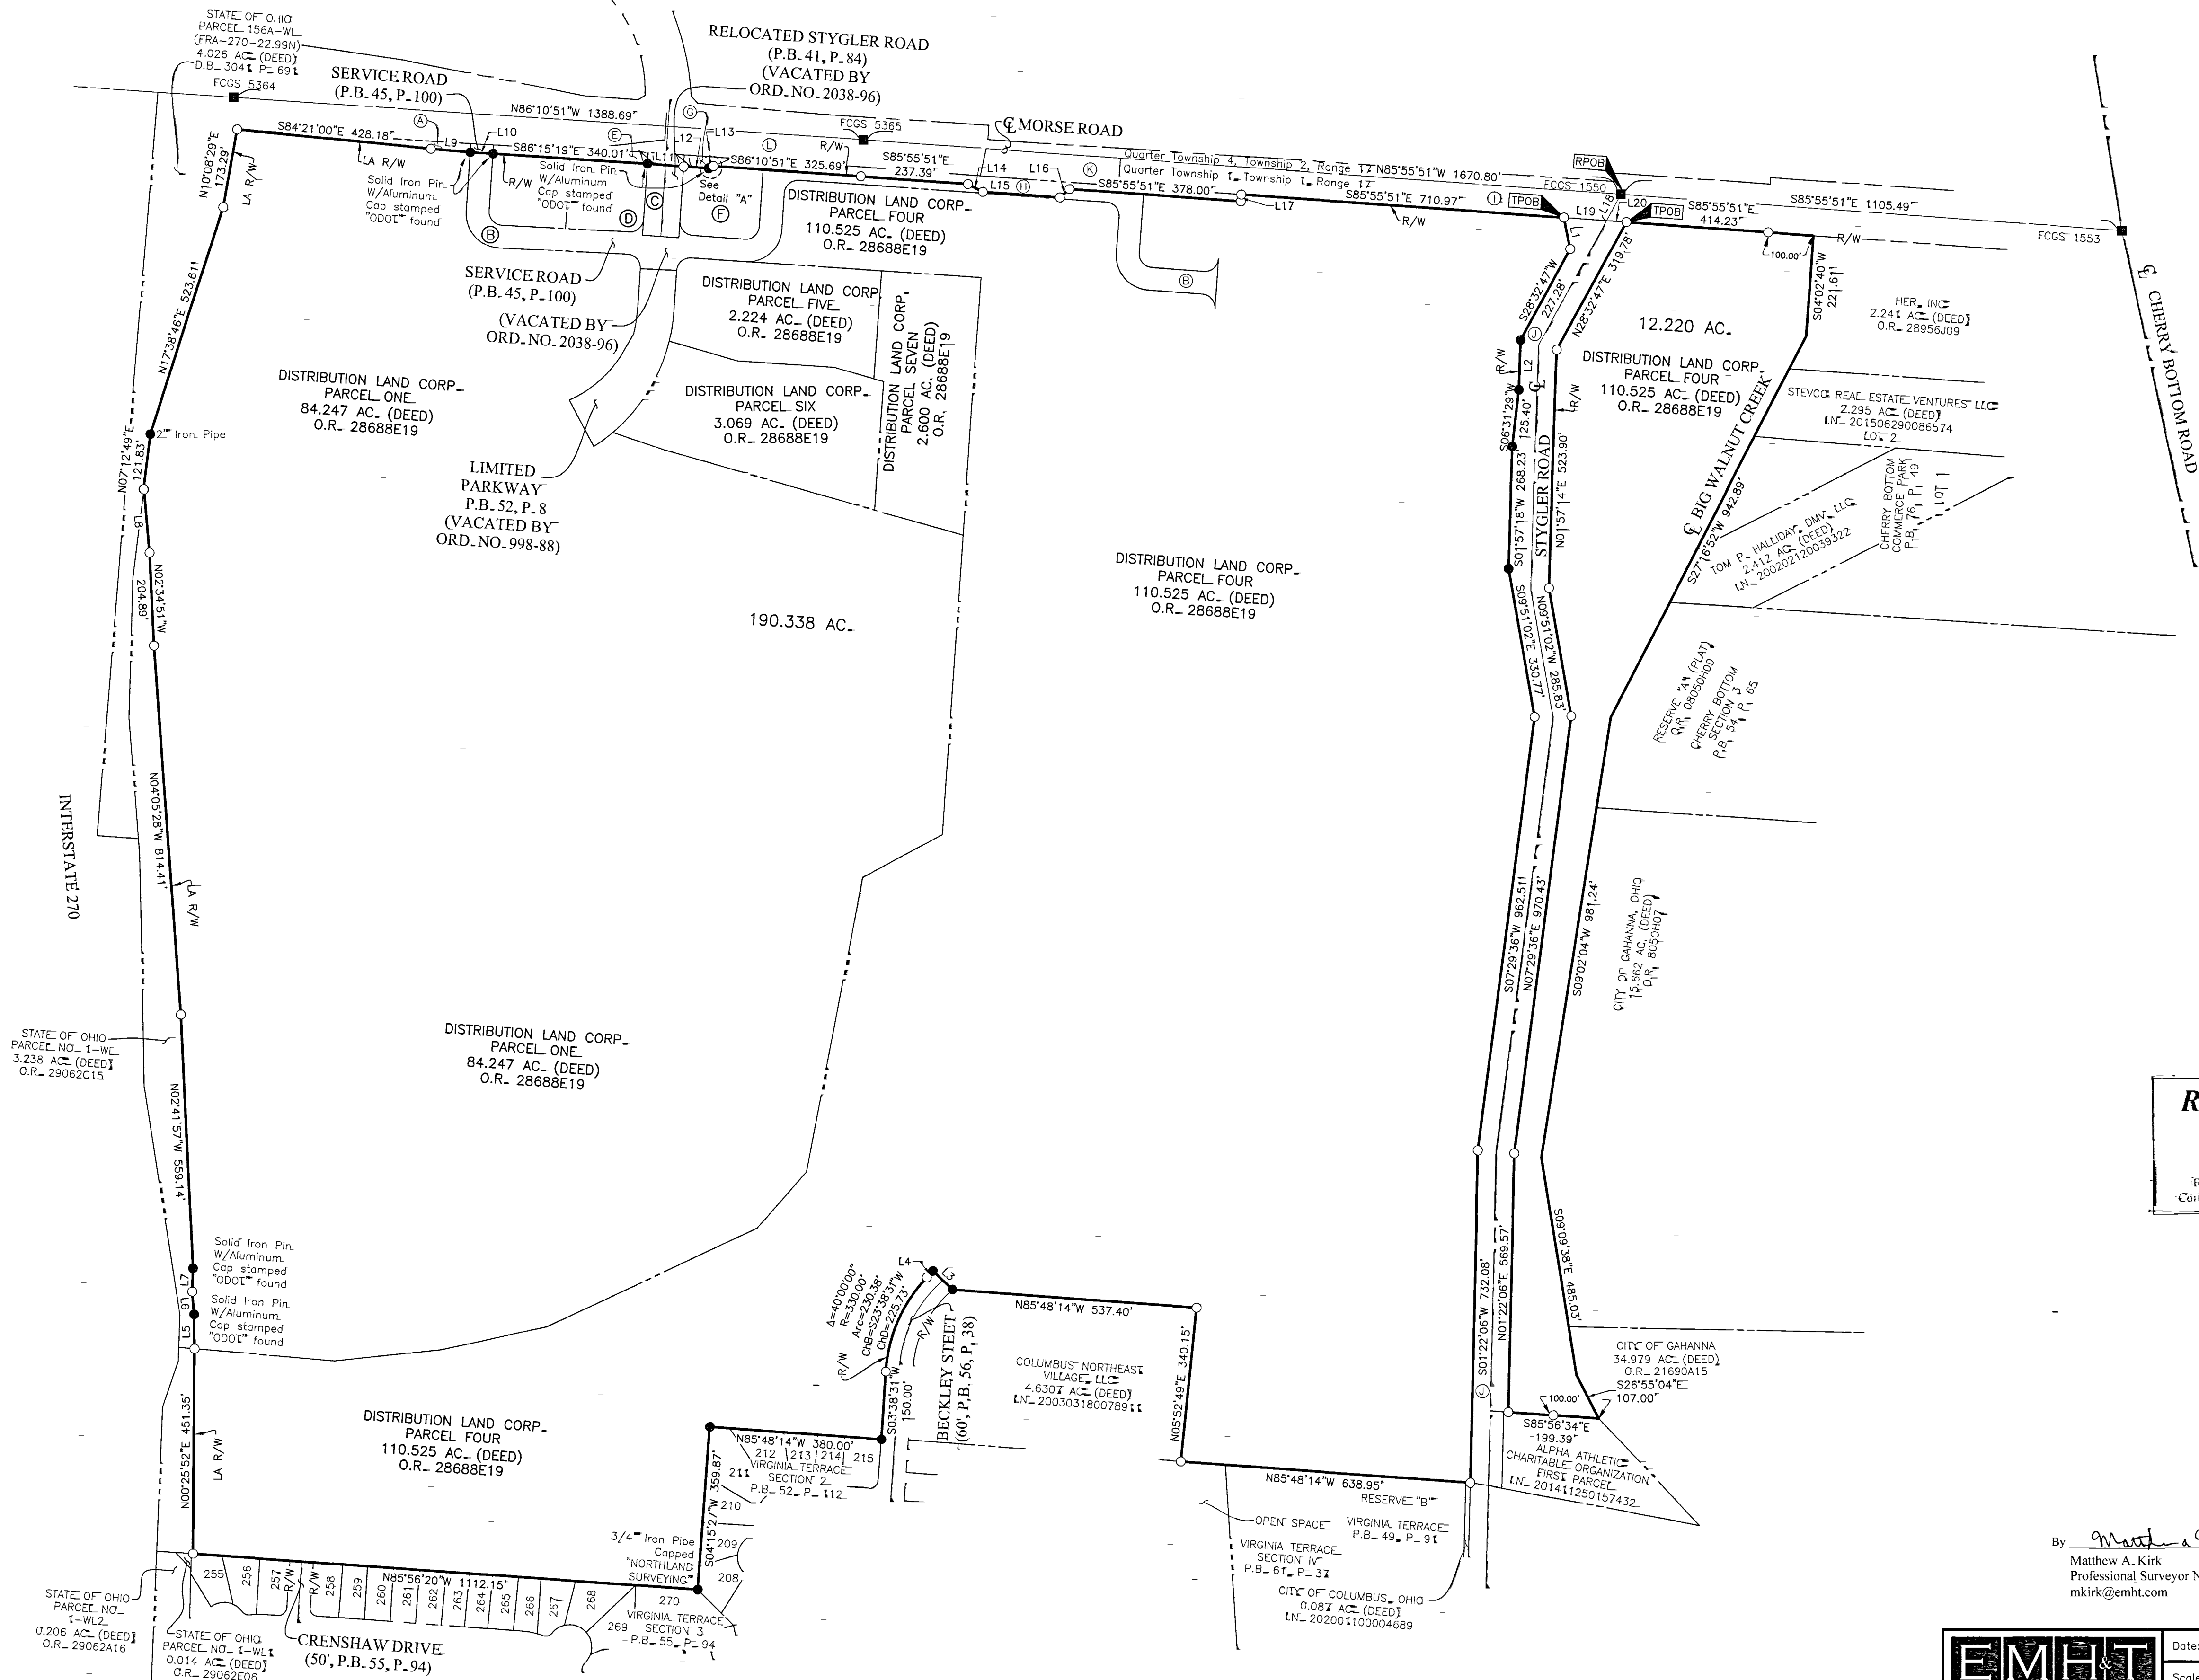 STATE OF OHIO
PARCEL 156A-WL
(FRA-270-22.99N)
4.026 AC. (DEED)
D.B. 3041 P. 691
FCGS 5364
SERVICE ROAD
(P.B. 45, P. 100)
RELOCATED STYGLER ROAD
(P.B. 41, P. 84)
(VACATED BY
ORD. NO. 2038-96)
N86°10'51"W 1388.69'
FCGS 5365
℄ MORSE ROAD
Quarter Township 4, Township 2, Range 17
Quarter Township 1, Township 1, Range 17
N85°55'51"W 1670.80'
RPOB
FCGS 1550
S85°55'51"E 1105.49'
FCGS 1553
℄ CHERRY BOTTOM ROAD
N10°08'29"E
173.29'
LA R/W
S84°21'00"E 428.18'
LA R/W
A
L9
L10
S86°15'19"E 340.01'
R/W
E
L11
L12
G
L13
S86°10'51"E 325.69'
L
R/W
S85°55'51"E
237.39'
L14
L15
H
L16
K
S85°55'51"E 378.00'
L17
S85°55'51"E 710.97'
R/W
I
TPOB
L19
L18
L20
TPOB
S85°55'51"E
414.23'
100.00'
R/W
Solid Iron Pin
W/Aluminum
Cap stamped
"ODOT" found
Solid Iron Pin
W/Aluminum
Cap stamped
"ODOT" found
See
Detail "A"
B
D
C
F
B
SERVICE ROAD
(P.B. 45, P. 100)
(VACATED BY
ORD. NO. 2038-96)
DISTRIBUTION LAND CORP.
PARCEL FOUR
110.525 AC. (DEED)
O.R. 28688E19
DISTRIBUTION LAND CORP.
PARCEL FIVE
2.224 AC. (DEED)
O.R. 28688E19
DISTRIBUTION LAND CORP.
PARCEL SIX
3.069 AC. (DEED)
O.R. 28688E19
DISTRIBUTION LAND CORP.
PARCEL SEVEN
2.600 AC. (DEED)
O.R. 28688E19
LIMITED
PARKWAY
P.B. 52, P. 8
(VACATED BY
ORD. NO. 998-88)
N17°38'46"E 523.61'
DISTRIBUTION LAND CORP.
PARCEL ONE
84.247 AC. (DEED)
O.R. 28688E19
2" Iron Pipe
N07°12'49"E
121.83'
L8
N02°34'51"W
204.89'
190.338 AC.
DISTRIBUTION LAND CORP.
PARCEL FOUR
110.525 AC. (DEED)
O.R. 28688E19
L1
S28°32'47"W
227.28'
J
N28°32'47"E 319.78'
R/W
L2
℄
STYGLER ROAD
S06°31'29"W
125.40'
R/W
S01°57'18"W 268.23'
N01°57'14"E 523.90'
S09°51'02"E 330.77'
N09°51'02"W 285.83'
12.220 AC.
DISTRIBUTION LAND CORP.
PARCEL FOUR
110.525 AC. (DEED)
O.R. 28688E19
S04°02'40"W
221.61'
HER, INC
2.241 AC. (DEED)
O.R. 28956J09
STEVCO REAL ESTATE VENTURES LLC
2.295 AC. (DEED)
I.N. 201506290086574
LOT 2
℄ BIG WALNUT CREEK
S27°16'52"W 942.89'
TOM P. HALLIDAY, DMV, LLC
2.412 AC. (DEED)
I.N. 200202120039322
CHERRY BOTTOM
COMMERCE PARK
P.B. 76, P. 49
LOT 1
RESERVE "A" (PLAT)
O.R. 08050H09
CHERRY BOTTOM
SECTION 3
P.B. 54, P. 65
INTERSTATE 270
N04°05'28"W 814.41'
LA R/W
S07°29'36"W 962.51'
N07°29'36"E 970.43'
S09°02'04"W 981.24'
CITY OF GAHANNA, OHIO
15.662 AC. (DEED)
O.R. 8050H07
STATE OF OHIO
PARCEL NO. 1-WL
3.238 AC. (DEED)
O.R. 29062C15
DISTRIBUTION LAND CORP.
PARCEL ONE
84.247 AC. (DEED)
O.R. 28688E19
N02°41'57"W 559.14'
Solid Iron Pin
W/Aluminum
Cap stamped
"ODOT" found
L7
L6
Solid Iron Pin
W/Aluminum
Cap stamped
"ODOT" found
L5
N00°25'52"E 451.35'
LA R/W
DISTRIBUTION LAND CORP.
PARCEL FOUR
110.525 AC. (DEED)
O.R. 28688E19
L4
L3
Δ=40°00'00"
R=330.00'
Arc=230.38'
ChB=S23°38'31"W
ChD=225.73'
R/W
R/W
S03°38'31"W
150.00'
BECKLEY STREET
(60', P.B. 56, P. 38)
N85°48'14"W 537.40'
COLUMBUS NORTHEAST
VILLAGE, LLC
4.6307 AC. (DEED)
I.N. 200303180078911
N05°52'49"E 340.15'
N85°48'14"W 638.95'
RESERVE "B"
S01°22'06"W 732.08'
N01°22'06"E 569.57'
J
S09°09'38"E 485.03'
CITY OF GAHANNA
34.979 AC. (DEED)
O.R. 21690A15
S26°55'04"E
107.00'
100.00'
S85°56'34"E
199.39'
ALPHA ATHLETIC
CHARITABLE ORGANIZATION
FIRST PARCEL
I.N. 201411250157432
N85°48'14"W 380.00'
212 213 214 215
VIRGINIA TERRACE
SECTION 2
P.B. 52, P. 112
211
210
209
208
S04°15'27"W 359.87'
3/4" Iron Pipe
Capped
"NORTHLAND
SURVEYING"
OPEN SPACE
VIRGINIA TERRACE
P.B. 49, P. 91
VIRGINIA TERRACE
SECTION IV
P.B. 61, P. 37
CITY OF COLUMBUS, OHIO
0.087 AC. (DEED)
I.N. 202001100004689
N85°56'20"W 1112.15'
255 256 257 R/W R/W 258 259 260 261 262 263 264 265 266 267 268
269
270
VIRGINIA TERRACE
SECTION 3
P.B. 55, P. 94
CRENSHAW DRIVE
(50', P.B. 55, P.94)
STATE OF OHIO
PARCEL NO.
1-WL2
0.206 AC. (DEED)
O.R. 29062A16
STATE OF OHIO
PARCEL NO. 1-WL1
0.014 AC. (DEED)
O.R. 29062E06
By
Matthew A. Kirk
Professional Surveyor N
mkirk@emht.com
EMH&T
Date:
Scale